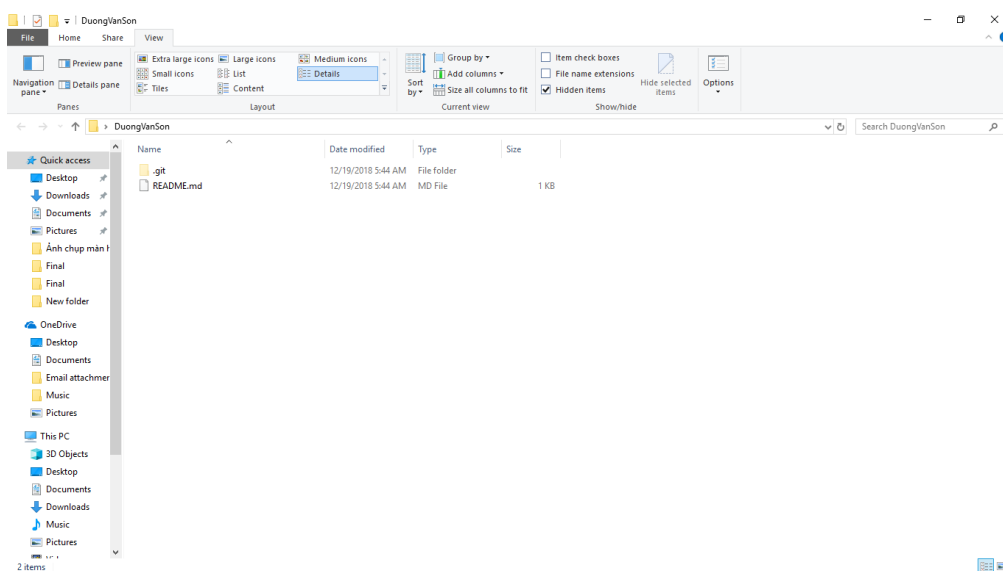 DuongVanSon
File Home Share View
Navigation pane
Preview pane
Details pane
Panes
Extra large icons Large icons Medium icons
Small icons List Details
Tiles Content
Layout
Sort by
Group by
Add columns
Size all columns to fit
Current view
Item check boxes
File name extensions
Hidden items
Hide selected items
Show/hide
Options
DuongVanSon
Search DuongVanSon
Name Date modified Type Size
.git 12/19/2018 5:44 AM File folder
README.md 12/19/2018 5:44 AM MD File 1 KB
Quick access
Desktop
Downloads
Documents
Pictures
Ảnh chụp màn h
Final
Final
New folder
OneDrive
Desktop
Documents
Email attachmer
Music
Pictures
This PC
3D Objects
Desktop
Documents
Downloads
Music
Pictures
2 items